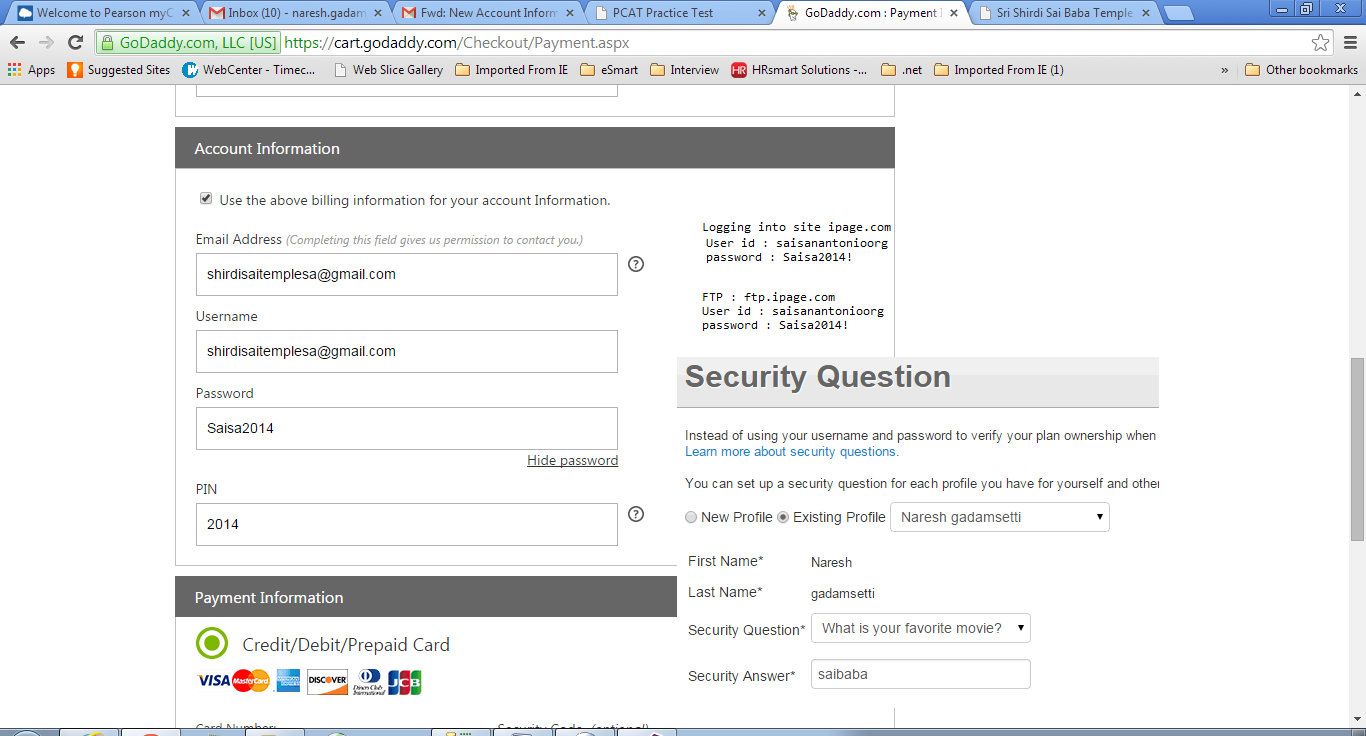 Welcome to Pearson myC
Inbox (10) - naresh.gadam
Fwd: New Account Inform
PCAT Practice Test
GoDaddy.com : Payment I
Sri Shirdi Sai Baba Temple
GoDaddy.com, LLC [US] https://cart.godaddy.com/Checkout/Payment.aspx
Apps Suggested Sites WebCenter - Timec... Web Slice Gallery Imported From IE eSmart Interview HRsmart Solutions -... .net Imported From IE (1) » Other bookmarks
Account Information
Use the above billing information for your account Information.
Email Address (Completing this field gives us permission to contact you.)
shirdisaitemplesa@gmail.com
Username
shirdisaitemplesa@gmail.com
Password
Saisa2014
Hide password
PIN
2014
Logging into site ipage.com
User id : saisanantonioorg
password : Saisa2014!
FTP : ftp.ipage.com
User id : saisanantonioorg
password : Saisa2014!
Security Question
Instead of using your username and password to verify your plan ownership when
Learn more about security questions.
You can set up a security question for each profile you have for yourself and other
New Profile Existing Profile Naresh gadamsetti
First Name* Naresh
Last Name* gadamsetti
Security Question* What is your favorite movie?
Security Answer* saibaba
Payment Information
Credit/Debit/Prepaid Card
VISA MasterCard DISCOVER Diners Club International JCB
Card Number: Security Code (optional)